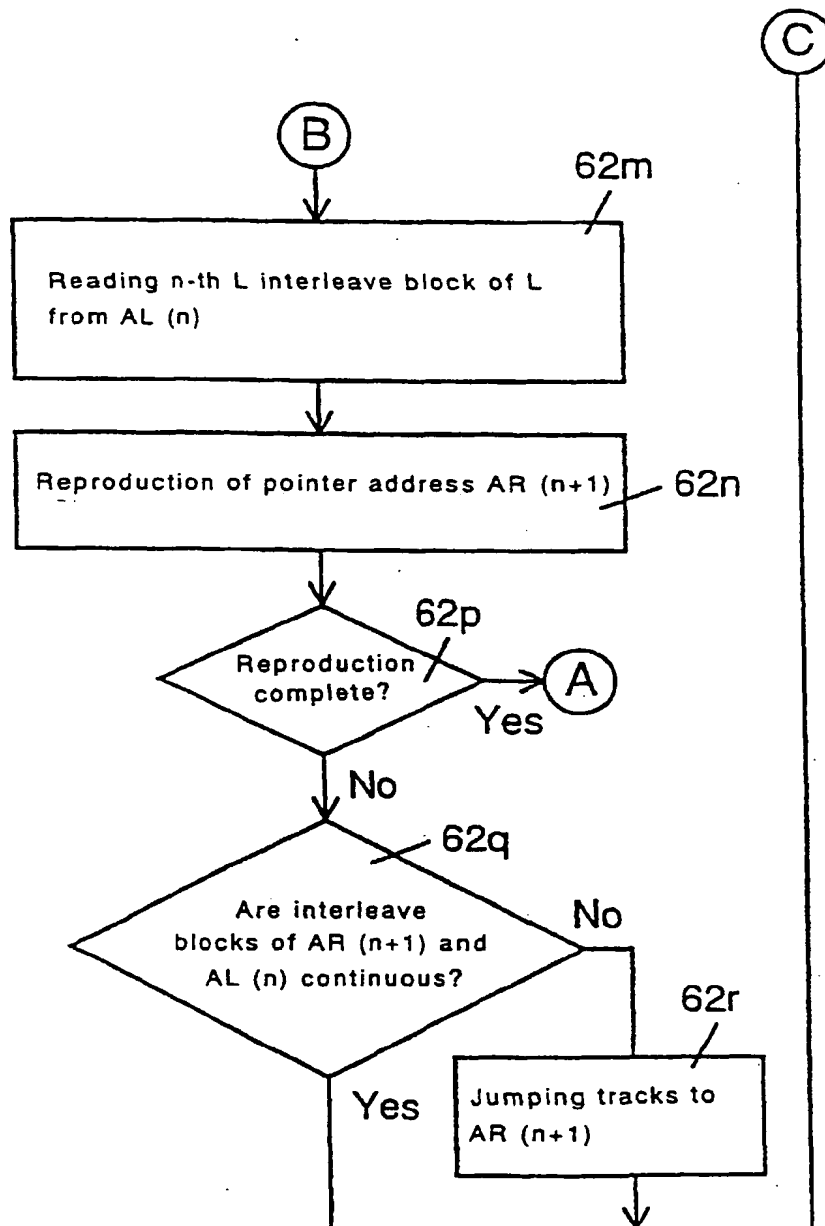 C
B
62m
Reading n-th L interleave block of L
from AL (n)
Reproduction of pointer address AR (n+1)
62n
62p
Reproduction
complete?
A
Yes
No
62q
Are interleave
blocks of AR (n+1) and
AL (n) continuous?
No
62r
Yes
Jumping tracks to
AR (n+1)